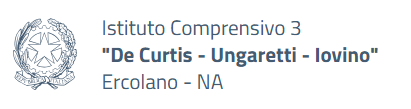 Istituto Comprensivo 3
"De Curtis - Ungaretti - Iovino"
Ercolano - NA